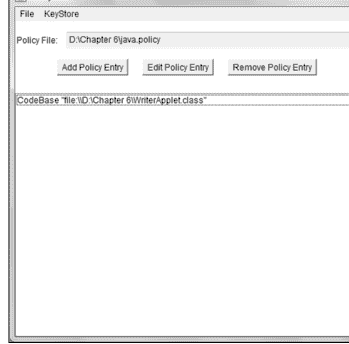 File KeyStore
Policy File: D:\Chapter 6\java.policy
Add Policy Entry Edit Policy Entry Remove Policy Entry
CodeBase "file:\\D:\Chapter 6\WriterApplet.class"